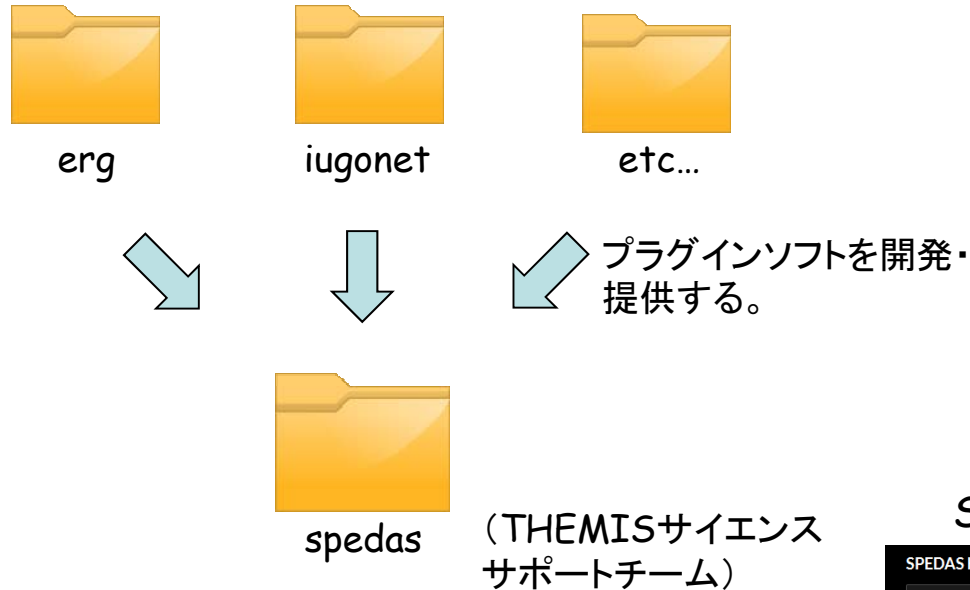 erg
iugonet
etc…
プラグインソフトを開発・
提供する。
spedas
（THEMISサイエンス
サポートチーム）
S
SPEDAS